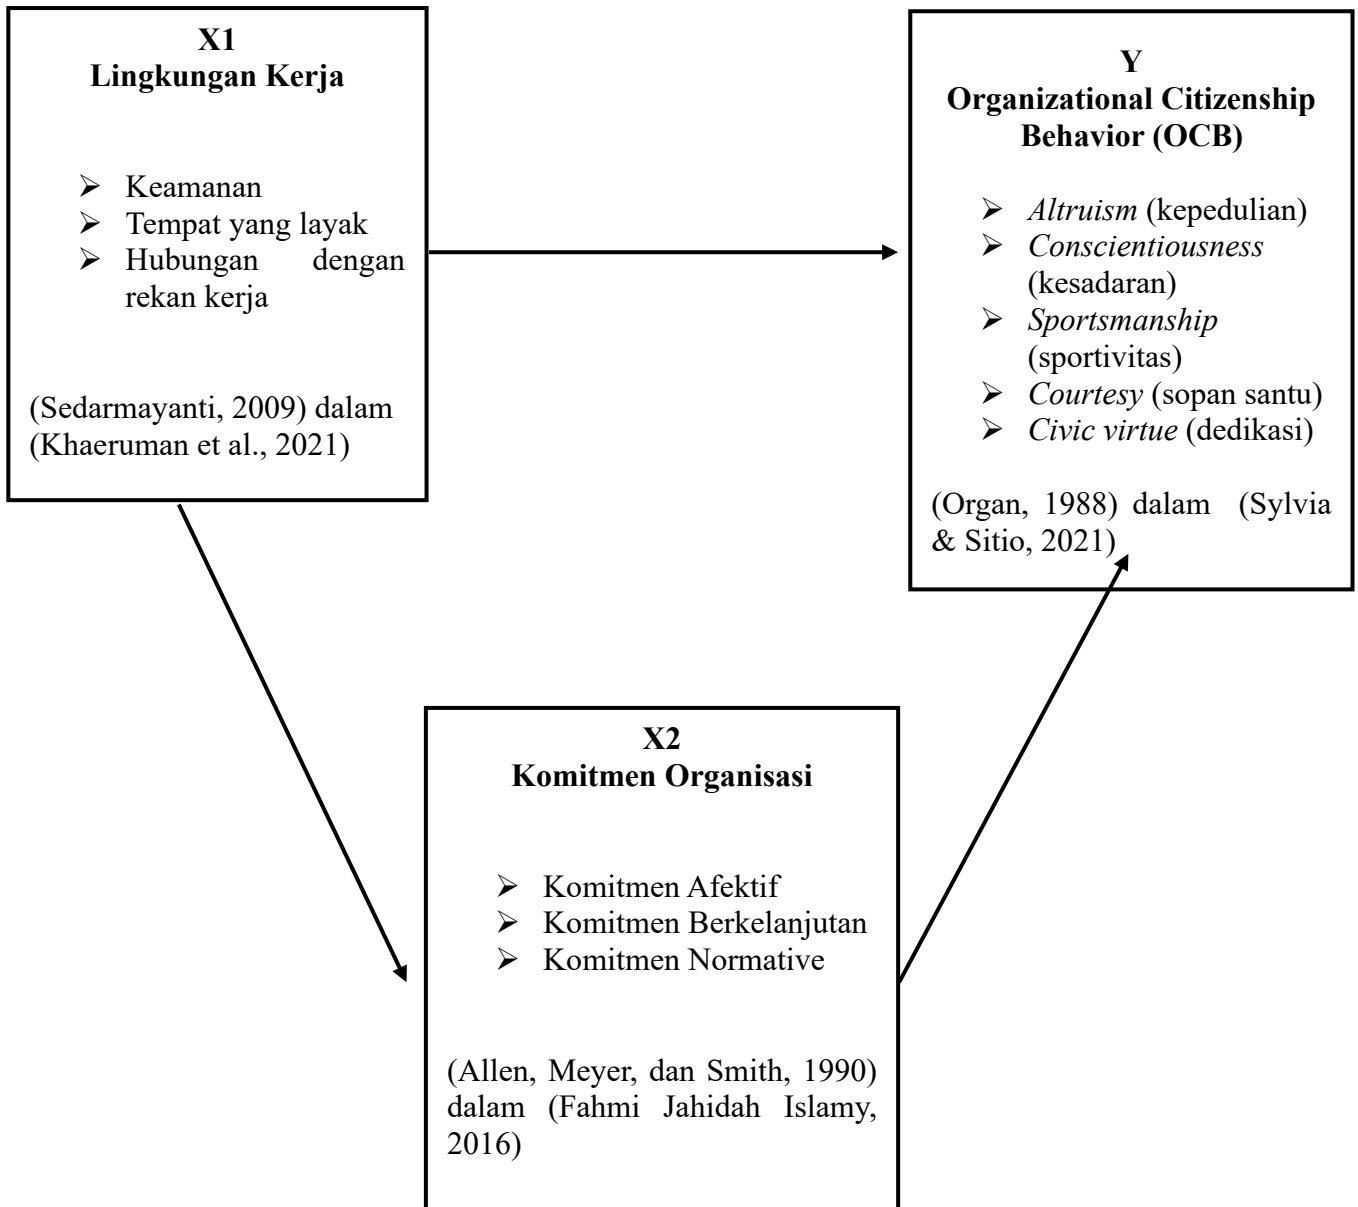 X1
Lingkungan Kerja
➢ Keamanan
➢ Tempat yang layak
➢ Hubungan dengan
rekan kerja
(Sedarmayanti, 2009) dalam
(Khaeruman et al., 2021)
Y
Organizational Citizenship
Behavior (OCB)
➢ Altruism (kepedulian)
➢ Conscientiousness
(kesadaran)
➢ Sportsmanship
(sportivitas)
➢ Courtesy (sopan santu)
➢ Civic virtue (dedikasi)
(Organ, 1988) dalam (Sylvia
& Sitio, 2021)
X2
Komitmen Organisasi
➢ Komitmen Afektif
➢ Komitmen Berkelanjutan
➢ Komitmen Normative
(Allen, Meyer, dan Smith, 1990)
dalam (Fahmi Jahidah Islamy,
2016)